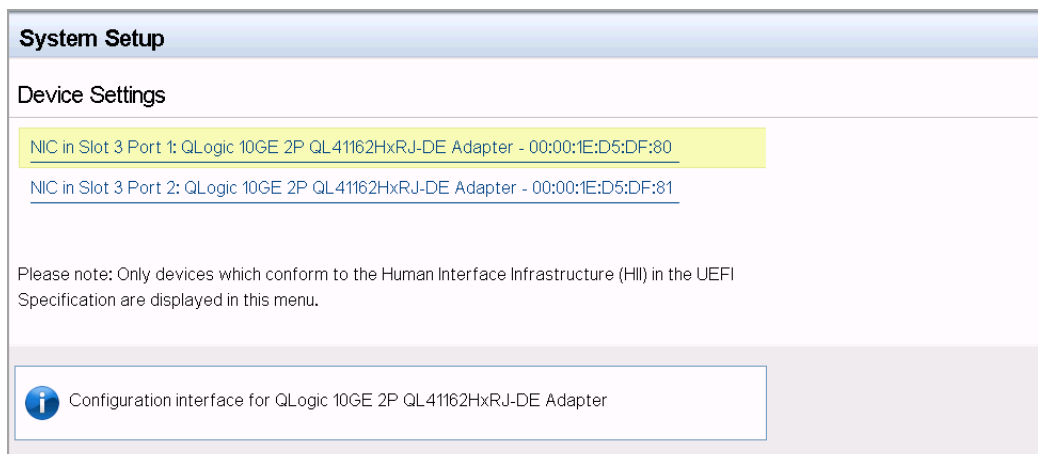 System Setup
Device Settings
NIC in Slot 3 Port 1: QLogic 10GE 2P QL41162HxRJ-DE Adapter - 00:00:1E:D5:DF:80
NIC in Slot 3 Port 2: QLogic 10GE 2P QL41162HxRJ-DE Adapter - 00:00:1E:D5:DF:81
Please note: Only devices which conform to the Human Interface Infrastructure (HII) in the UEFI
Specification are displayed in this menu.
Configuration interface for QLogic 10GE 2P QL41162HxRJ-DE Adapter